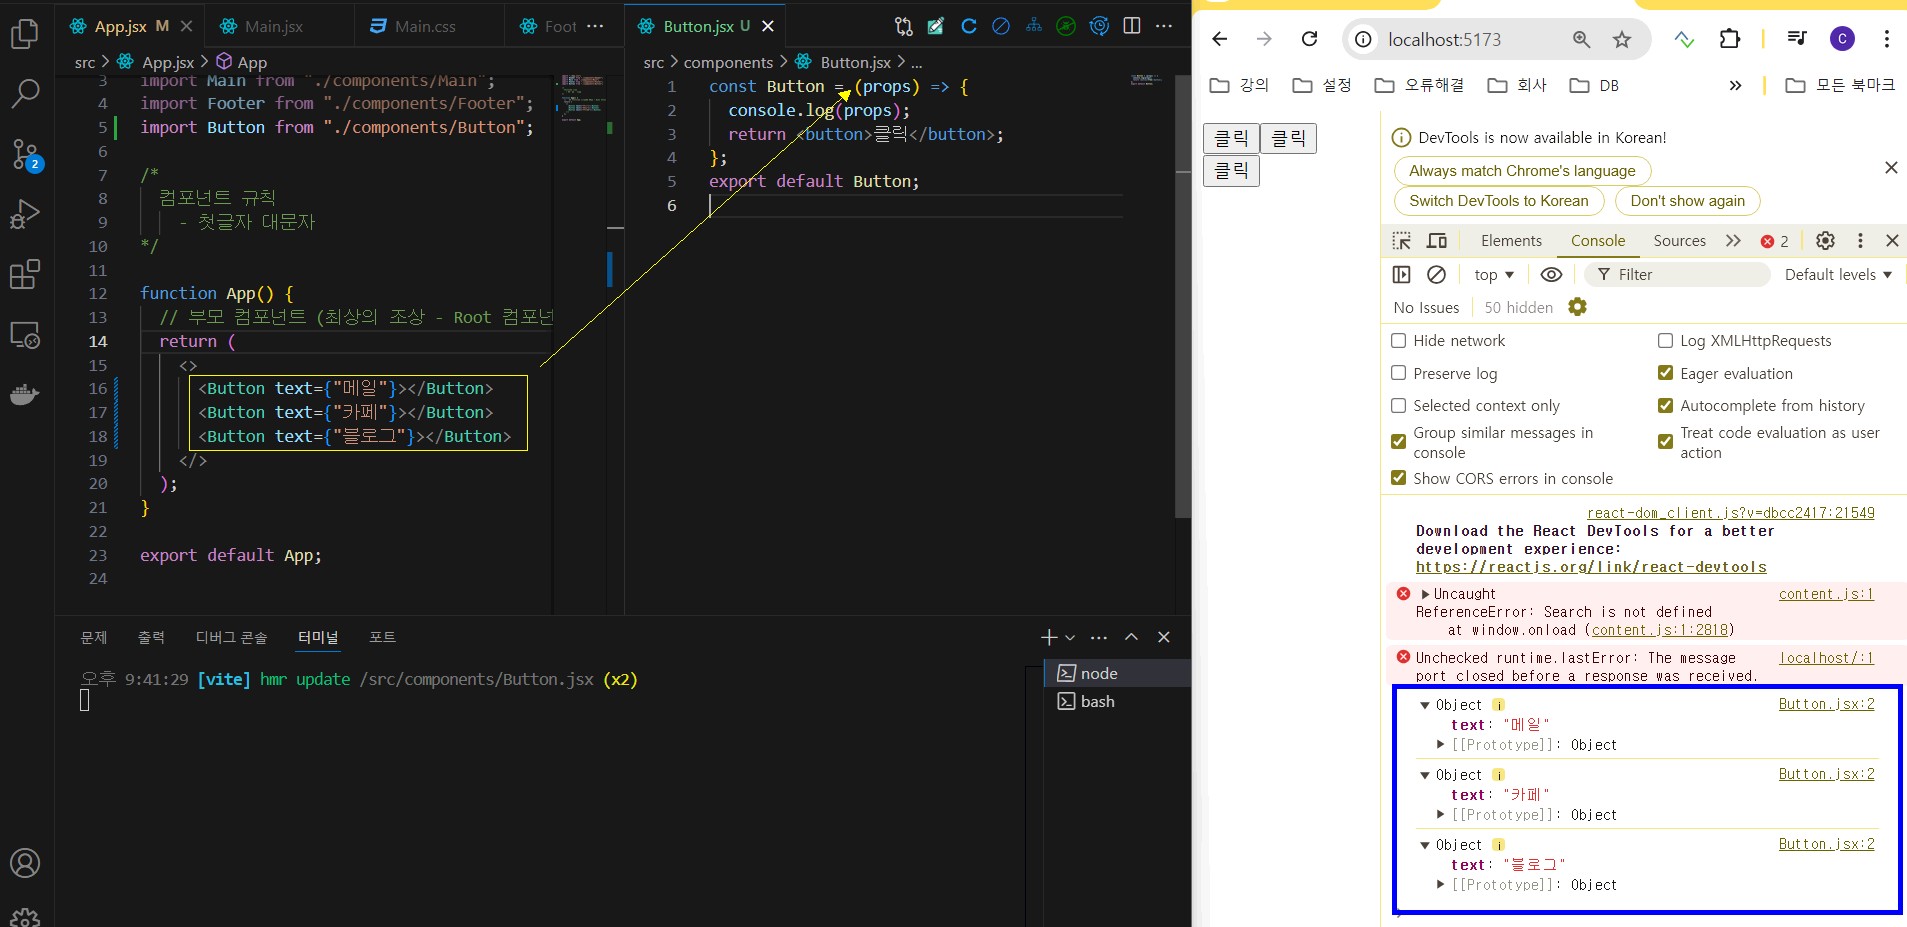 App.jsx M
Main.jsx
Main.css
Foot ...
src > App.jsx > App
3 import Main from "./components/Main";
4 import Footer from "./components/Footer";
5 import Button from "./components/Button";
6
7 /*
8 컴포넌트 규칙
9 - 첫글자 대문자
10 */
11
12 function App() {
13 // 부모 컴포넌트 (최상의 조상 - Root 컴포넌
14 return (
15 <>
16 <Button text={"메일"}></Button>
17 <Button text={"카페"}></Button>
18 <Button text={"블로그"}></Button>
19 </>
20 );
21 }
22
23 export default App;
24
2
Button.jsx U
src > components > Button.jsx > ...
1 const Button = (props) => {
2 console.log(props);
3 return <button>클릭</button>;
4 };
5 export default Button;
6
문제 출력 디버그 콘솔 터미널 포트
오후 9:41:29 [vite] hmr update /src/components/Button.jsx (x2)
node
bash
localhost:5173
C
강의 설정 오류해결 회사 DB » 모든 북마크
클릭 클릭
클릭
DevTools is now available in Korean!
Always match Chrome's language
Switch DevTools to Korean
Don't show again
Elements Console Sources 2
top Filter Default levels
No Issues 50 hidden
Hide network Log XMLHttpRequests
Preserve log Eager evaluation
Selected context only Autocomplete from history
Group similar messages in console
Treat code evaluation as user action
Show CORS errors in console
react-dom_client.js?v=dbcc2417:21549
Download the React DevTools for a better
development experience:
https://reactjs.org/link/react-devtools
Uncaught content.js:1
ReferenceError: Search is not defined
at window.onload (content.js:1:2818)
Unchecked runtime.lastError: The message localhost/:1
port closed before a response was received.
Object Button.jsx:2
text: "메일"
[[Prototype]]: Object
Object Button.jsx:2
text: "카페"
[[Prototype]]: Object
Object Button.jsx:2
text: "블로그"
[[Prototype]]: Object